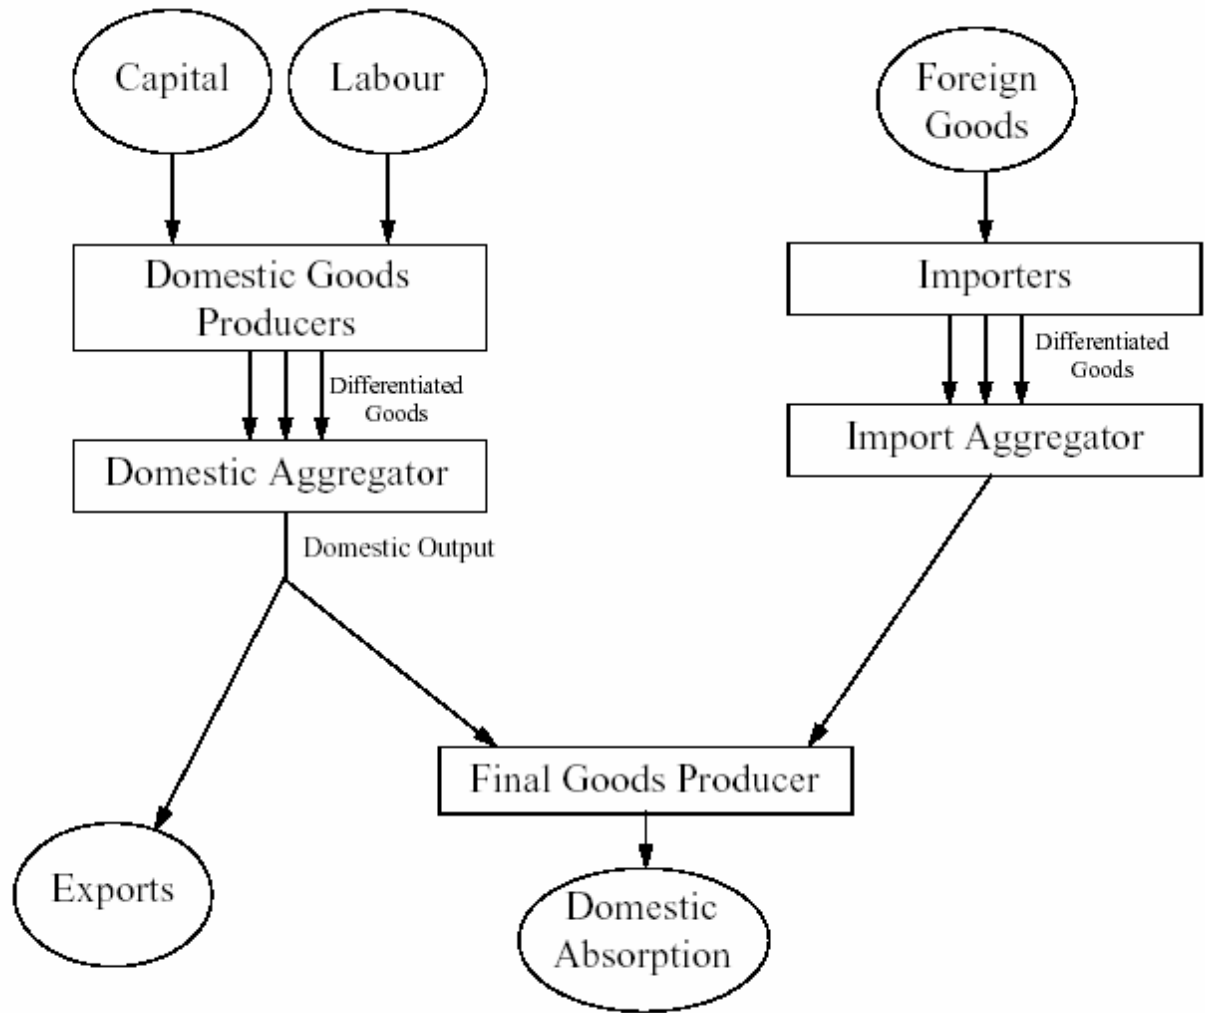 Capital
Labour
Foreign
Goods
Domestic Goods
Producers
Importers
Differentiated
Goods
Differentiated
Goods
Domestic Aggregator
Import Aggregator
Domestic Output
Final Goods Producer
Exports
Domestic
Absorption